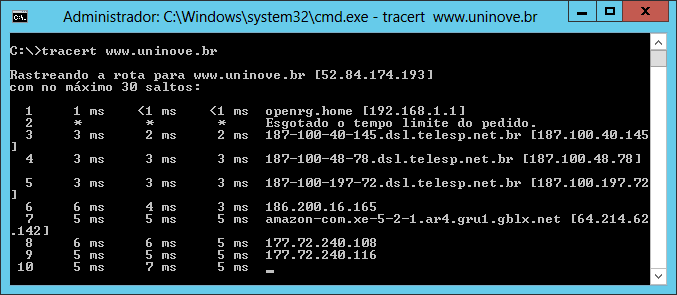 Administrador: C:\Windows\system32\cmd.exe - tracert  www.uninove.br
C:\>tracert www.uninove.br
Rastreando a rota para www.uninove.br [52.84.174.193]
com no máximo 30 saltos:
1     1 ms    <1 ms    <1 ms  openrg.home [192.168.1.1]
2     *        *        *     Esgotado o tempo limite do pedido.
3     3 ms     2 ms     2 ms  187-100-40-145.dsl.telesp.net.br [187.100.40.145
]
4     3 ms     3 ms     3 ms  187-100-48-78.dsl.telesp.net.br [187.100.48.78]
5     3 ms     3 ms     3 ms  187-100-197-72.dsl.telesp.net.br [187.100.197.72
]
6     6 ms     4 ms     3 ms  186.200.16.165
7     5 ms     5 ms     5 ms  amazon-com.xe-5-2-1.ar4.gru1.gblx.net [64.214.62
.142]
8     6 ms     6 ms     5 ms  177.72.240.108
9     5 ms     5 ms     5 ms  177.72.240.116
10     5 ms     7 ms     5 ms